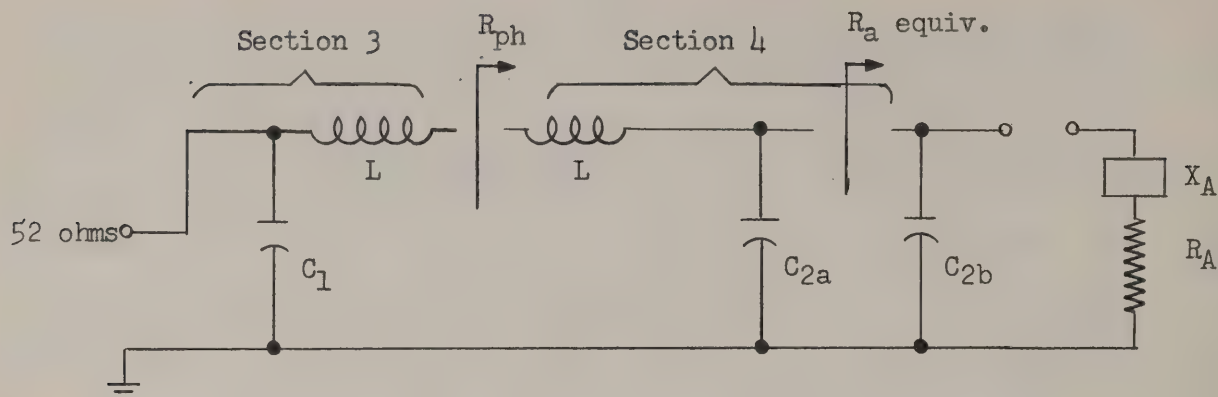 Section 3
R_ph
Section 4
R_a equiv.
L
L
X_A
52 ohms
C_1
C_2a
C_2b
R_A